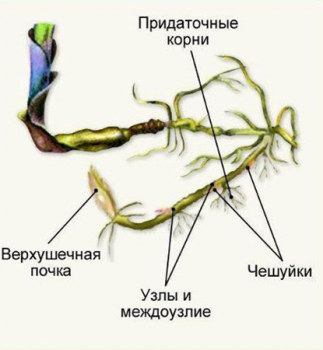 Придаточные
корни
Верхушечная
почка
Чешуйки
Узлы и
междоузлие